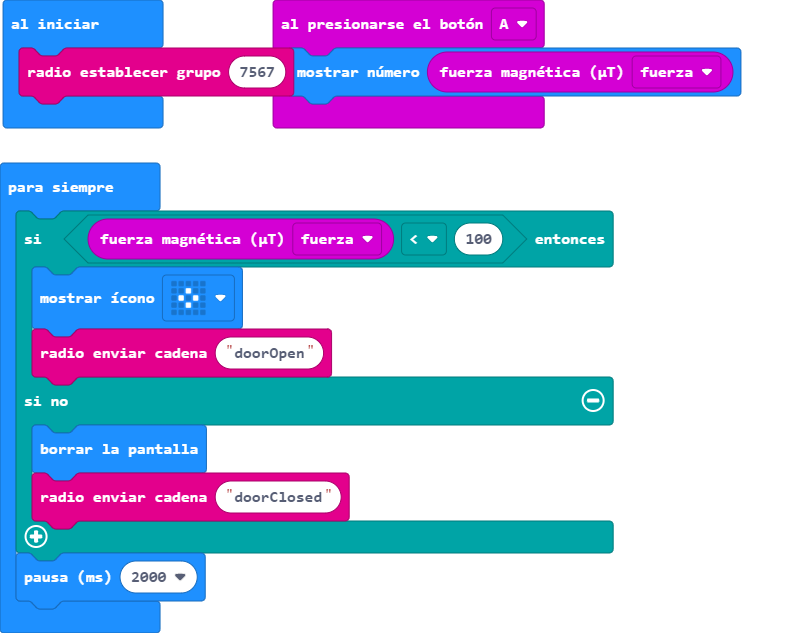 al iniciar
radio establecer grupo 7567
al presionarse el botón A
mostrar número fuerza magnética (µT) fuerza
para siempre
si fuerza magnética (µT) fuerza < 100 entonces
mostrar ícono
radio enviar cadena "doorOpen"
si no
borrar la pantalla
radio enviar cadena "doorClosed"
pausa (ms) 2000